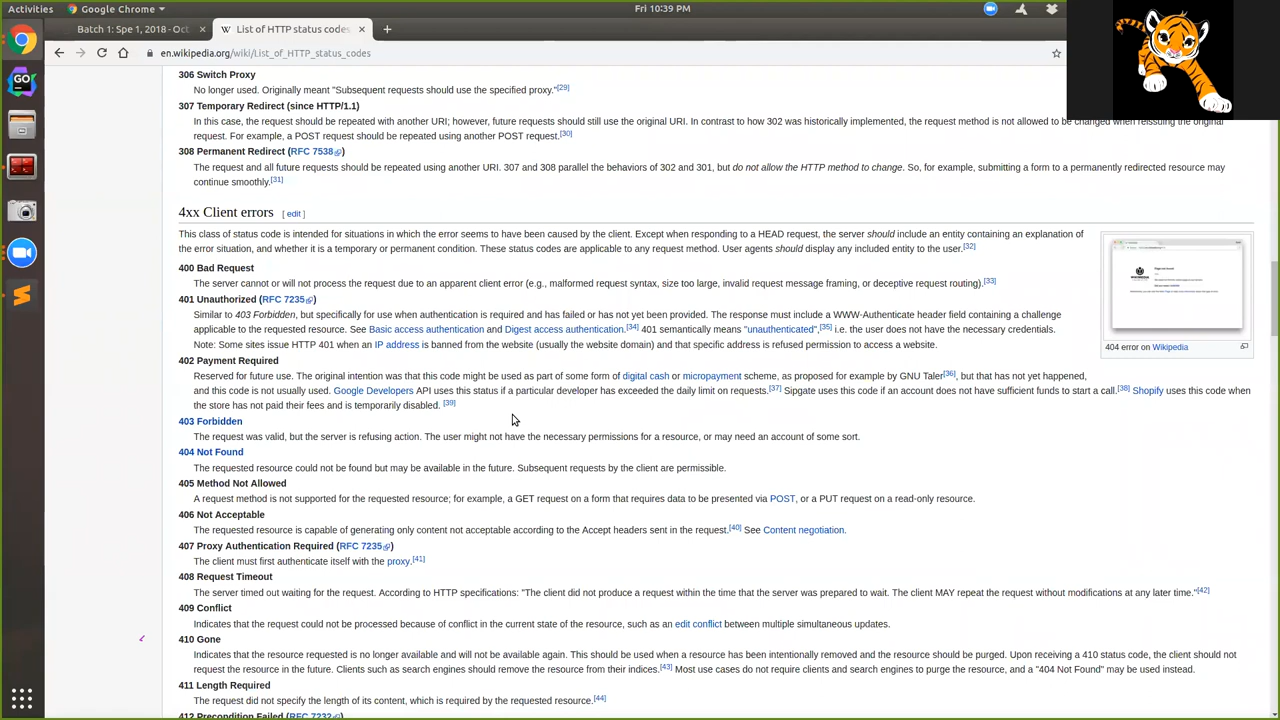 Activities
Google Chrome
Fri 10:39 PM
Batch 1: Spe 1, 2018 - Oct
W List of HTTP status codes
en.wikipedia.org/wiki/List_of_HTTP_status_codes
306 Switch Proxy
No longer used. Originally meant "Subsequent requests should use the specified proxy."[29]
307 Temporary Redirect (since HTTP/1.1)
In this case, the request should be repeated with another URI; however, future requests should still use the original URI. In contrast to how 302 was historically implemented, the request method is not allowed to be changed when reissuing the original
request. For example, a POST request should be repeated using another POST request.[30]
308 Permanent Redirect (RFC 7538)
The request and all future requests should be repeated using another URI. 307 and 308 parallel the behaviors of 302 and 301, but do not allow the HTTP method to change. So, for example, submitting a form to a permanently redirected resource may
continue smoothly.[31]
4xx Client errors [ edit ]
This class of status code is intended for situations in which the error seems to have been caused by the client. Except when responding to a HEAD request, the server should include an entity containing an explanation of
the error situation, and whether it is a temporary or permanent condition. These status codes are applicable to any request method. User agents should display any included entity to the user.[32]
400 Bad Request
The server cannot or will not process the request due to an apparent client error (e.g., malformed request syntax, size too large, invalid request message framing, or deceptive request routing).[33]
401 Unauthorized (RFC 7235)
Similar to 403 Forbidden, but specifically for use when authentication is required and has failed or has not yet been provided. The response must include a WWW-Authenticate header field containing a challenge
applicable to the requested resource. See Basic access authentication and Digest access authentication.[34] 401 semantically means "unauthenticated",[35] i.e. the user does not have the necessary credentials.
Note: Some sites issue HTTP 401 when an IP address is banned from the website (usually the website domain) and that specific address is refused permission to access a website.
404 error on Wikipedia
402 Payment Required
Reserved for future use. The original intention was that this code might be used as part of some form of digital cash or micropayment scheme, as proposed for example by GNU Taler[36], but that has not yet happened,
and this code is not usually used. Google Developers API uses this status if a particular developer has exceeded the daily limit on requests.[37] Sipgate uses this code if an account does not have sufficient funds to start a call.[38] Shopify uses this code when
the store has not paid their fees and is temporarily disabled. [39]
403 Forbidden
The request was valid, but the server is refusing action. The user might not have the necessary permissions for a resource, or may need an account of some sort.
404 Not Found
The requested resource could not be found but may be available in the future. Subsequent requests by the client are permissible.
405 Method Not Allowed
A request method is not supported for the requested resource; for example, a GET request on a form that requires data to be presented via POST, or a PUT request on a read-only resource.
406 Not Acceptable
The requested resource is capable of generating only content not acceptable according to the Accept headers sent in the request.[40] See Content negotiation.
407 Proxy Authentication Required (RFC 7235)
The client must first authenticate itself with the proxy.[41]
408 Request Timeout
The server timed out waiting for the request. According to HTTP specifications: "The client did not produce a request within the time that the server was prepared to wait. The client MAY repeat the request without modifications at any later time."[42]
409 Conflict
Indicates that the request could not be processed because of conflict in the current state of the resource, such as an edit conflict between multiple simultaneous updates.
410 Gone
Indicates that the resource requested is no longer available and will not be available again. This should be used when a resource has been intentionally removed and the resource should be purged. Upon receiving a 410 status code, the client should not
request the resource in the future. Clients such as search engines should remove the resource from their indices.[43] Most use cases do not require clients and search engines to purge the resource, and a "404 Not Found" may be used instead.
411 Length Required
The request did not specify the length of its content, which is required by the requested resource.[44]
412 Precondition Failed (RFC 7232)